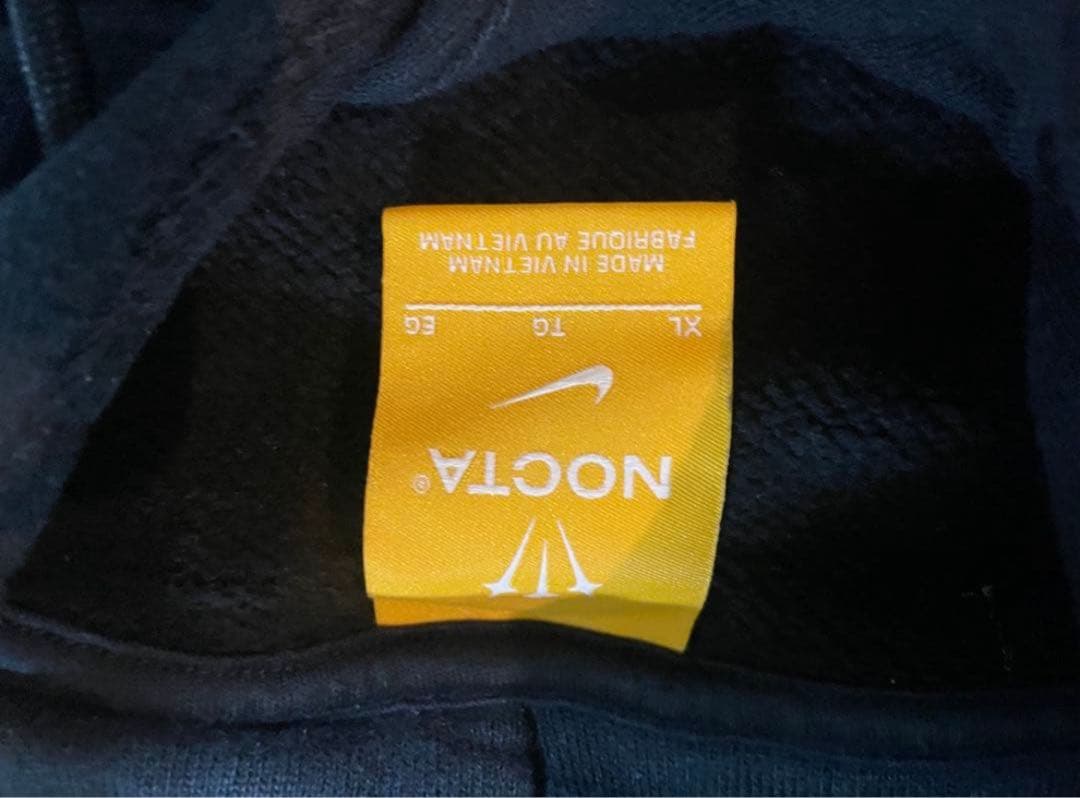 NOCTA®
XL TG EG
MADE IN VIETNAM
FABRIQUE AU VIETNAM